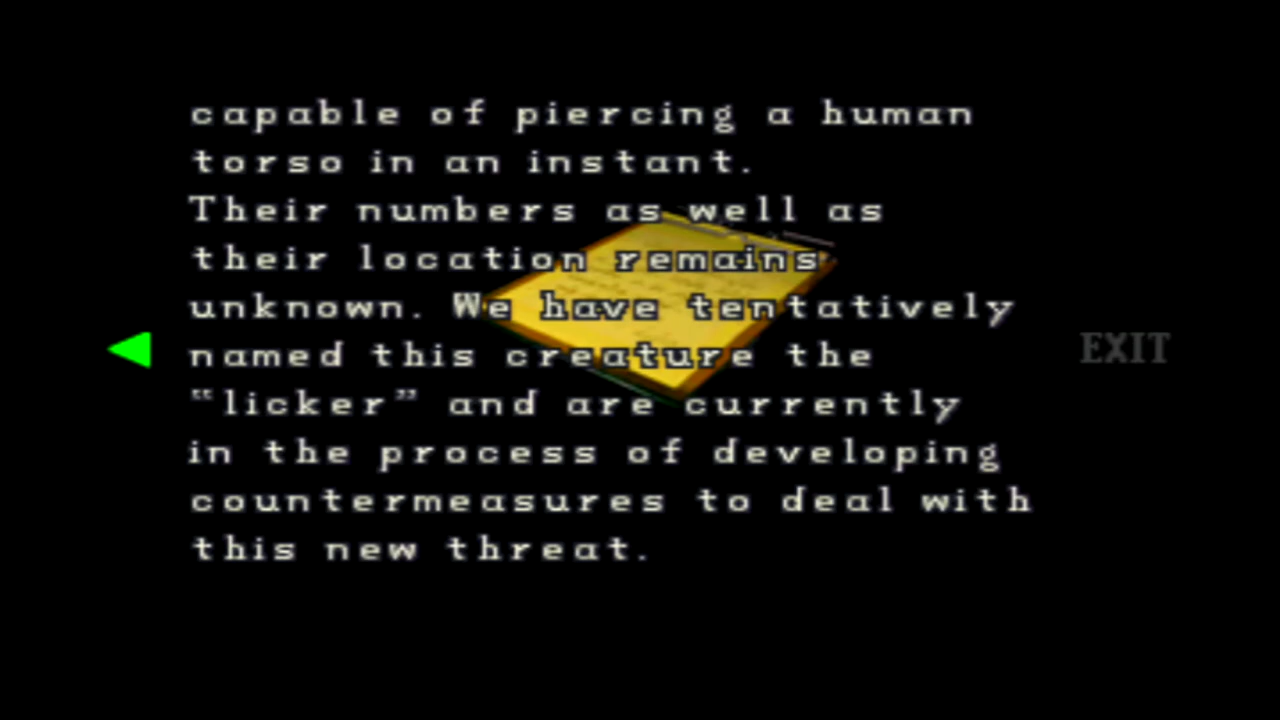 capable of piercing a human
torso in an instant.
Their numbers as well as
their location remains
unknown. We have tentatively
named this creature the
“licker” and are currently
in the process of developing
countermeasures to deal with
this new threat.
EXIT